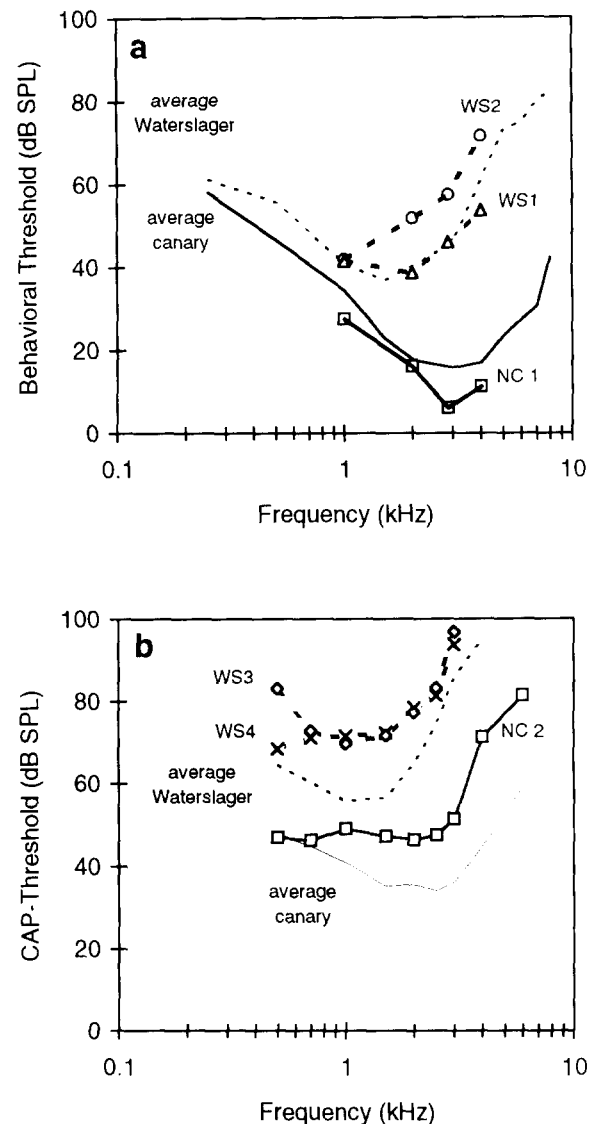 a
100
80
60
40
20
0
Behavioral Threshold (dB SPL)
average
Waterslager
average
canary
WS2
WS1
NC 1
0.1
1
10
Frequency (kHz)
b
100
80
60
40
20
0
CAP-Threshold (dB SPL)
WS3
WS4
average
Waterslager
NC 2
average
canary
0.1
1
10
Frequency (kHz)